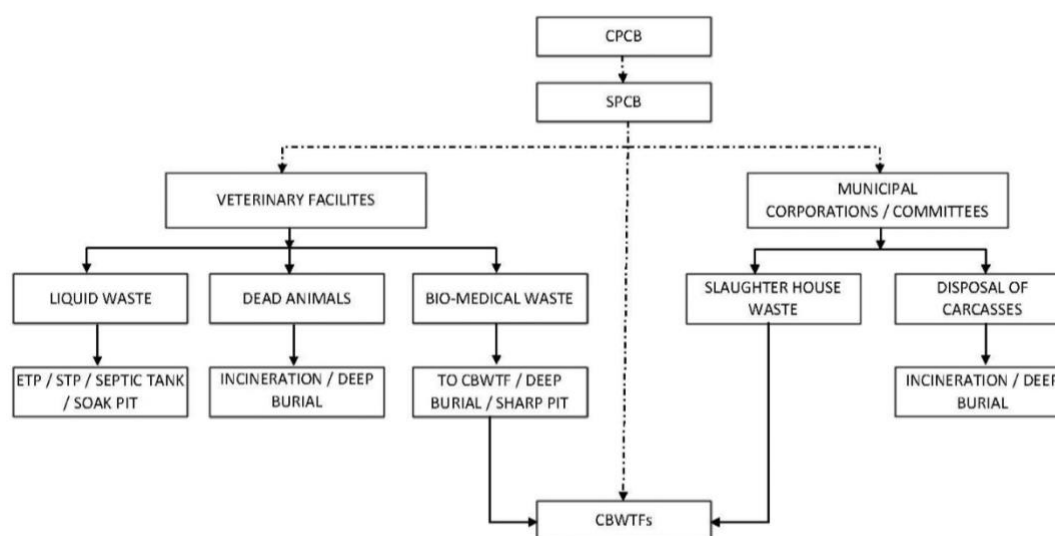 CPCB
SPCB
VETERINARY FACILITES
MUNICIPAL
CORPORATIONS / COMMITTEES
LIQUID WASTE
DEAD ANIMALS
BIO-MEDICAL WASTE
SLAUGHTER HOUSE
WASTE
DISPOSAL OF
CARCASSES
ETP / STP / SEPTIC TANK
/ SOAK PIT
INCINERATION / DEEP
BURIAL
TO CBWTF / DEEP
BURIAL / SHARP PIT
INCINERATION / DEEP
BURIAL
CBWTFs